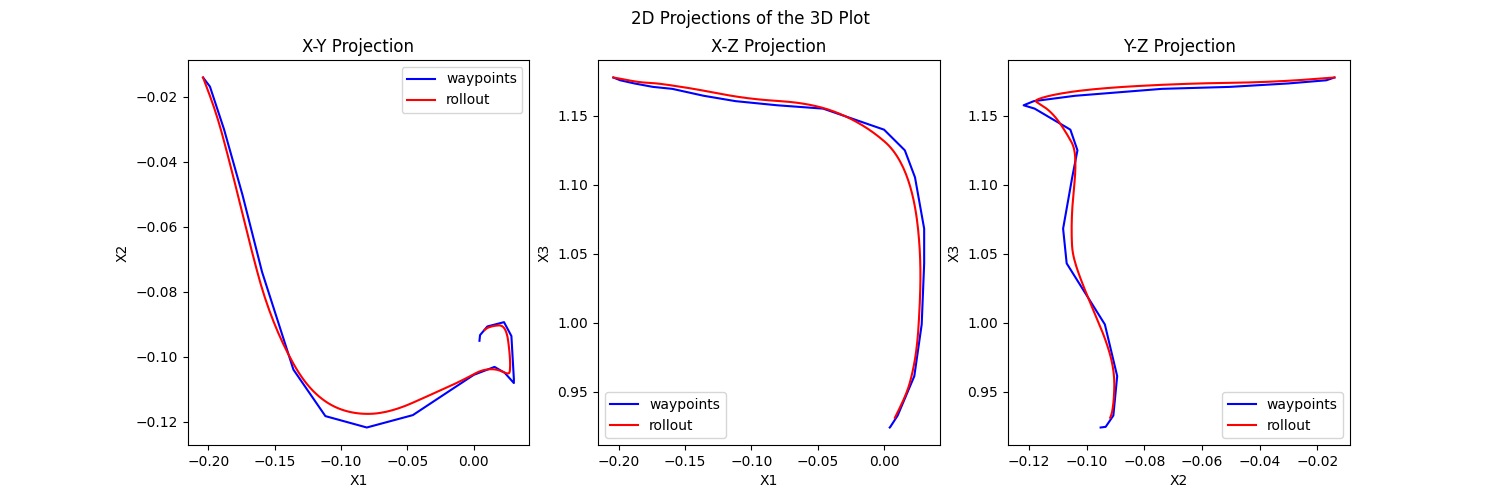 2D Projections of the 3D Plot
X-Y Projection
waypoints
rollout
−0.02
−0.04
−0.06
−0.08
−0.10
−0.12
X2
−0.20
−0.15
−0.10
−0.05
0.00
X1
X-Z Projection
1.15
1.10
1.05
1.00
0.95
X3
waypoints
rollout
−0.20
−0.15
−0.10
−0.05
0.00
X1
Y-Z Projection
1.15
1.10
1.05
1.00
0.95
X3
waypoints
rollout
−0.12
−0.10
−0.08
−0.06
−0.04
−0.02
X2